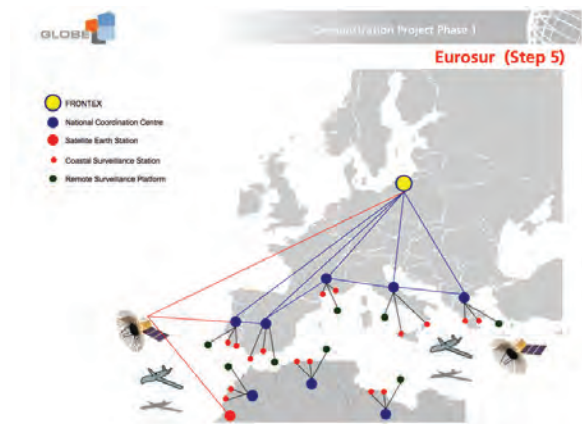 GLOBE
Demonstration Project Phase 1
Eurosur (Step 5)
FRONTEX
National Coordination Centre
Satellite Earth Station
Coastal Surveillance Station
Remote Surveillance Platform